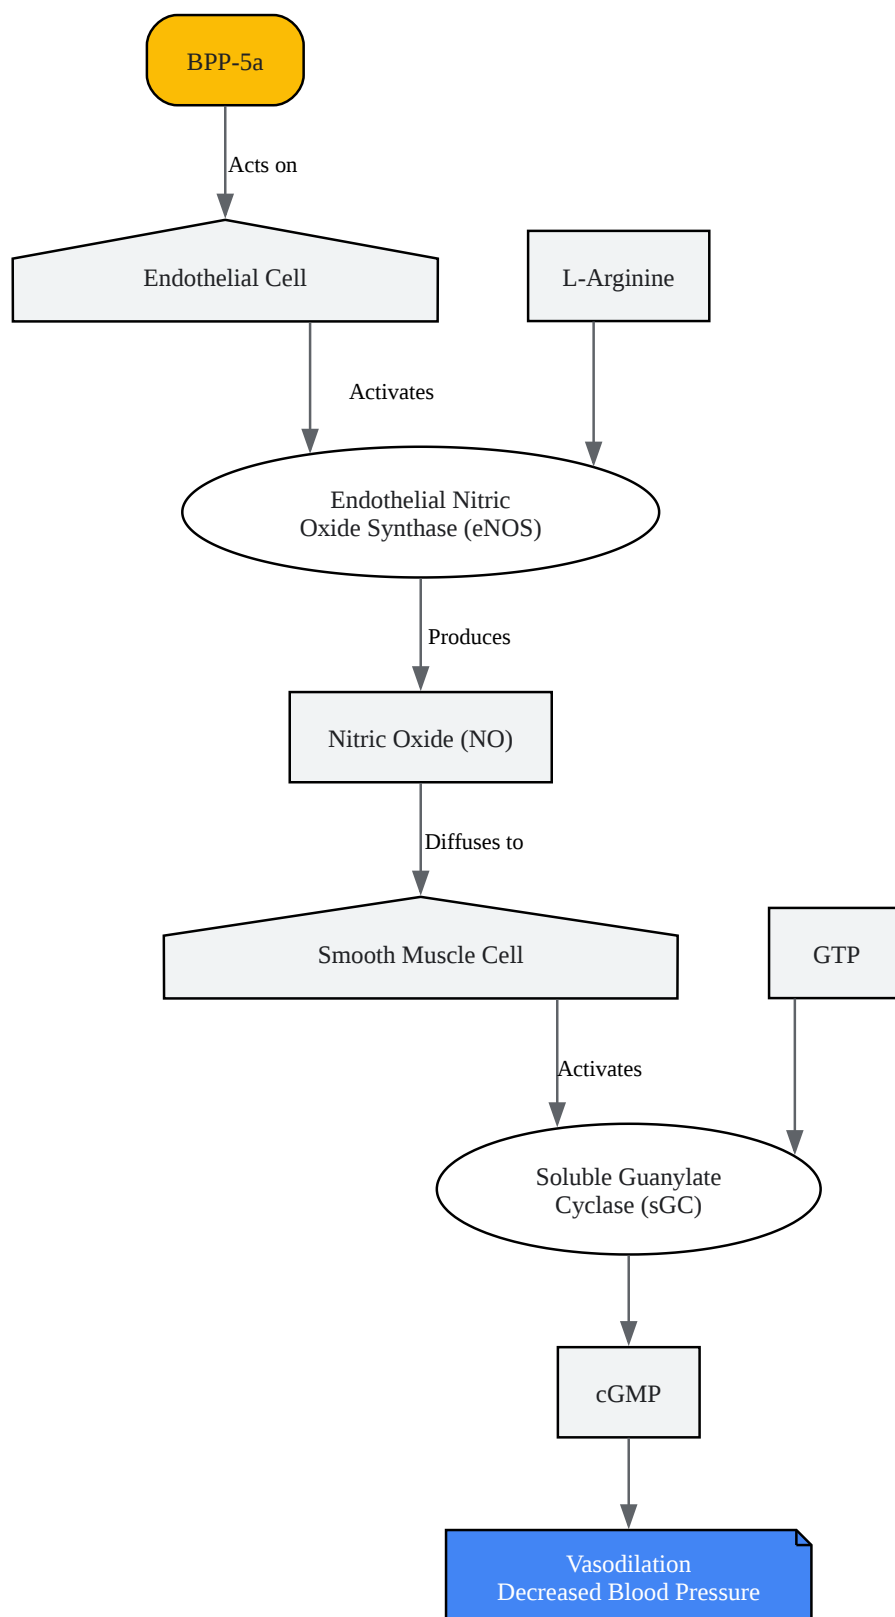 BPP-5a
Acts on
Endothelial Cell
L-Arginine
Activates
Endothelial Nitric
Oxide Synthase (eNOS)
Produces
Nitric Oxide (NO)
Diffuses to
Smooth Muscle Cell
GTP
Activates
Soluble Guanylate
Cyclase (sGC)
cGMP
Vasodilation
Decreased Blood Pressure